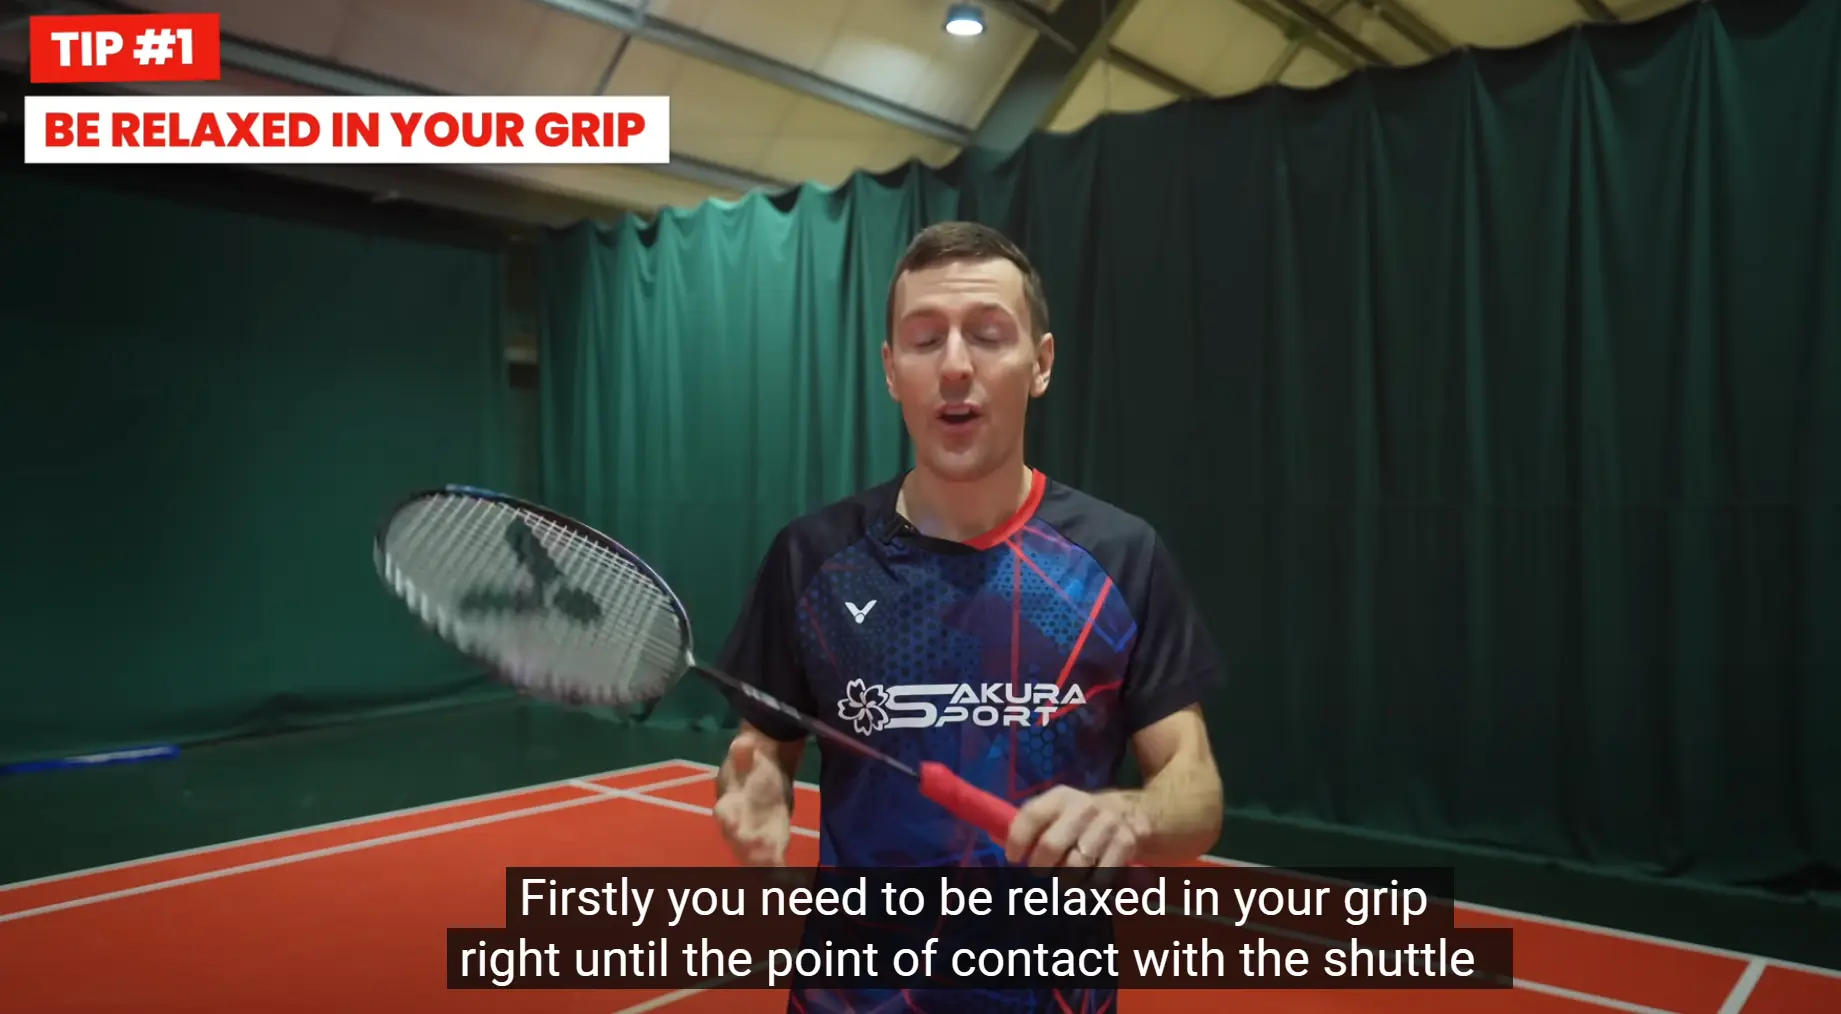 TIP #1
BE RELAXED IN YOUR GRIP
SAKURA
SPORT
Firstly you need to be relaxed in your grip
right until the point of contact with the shuttle